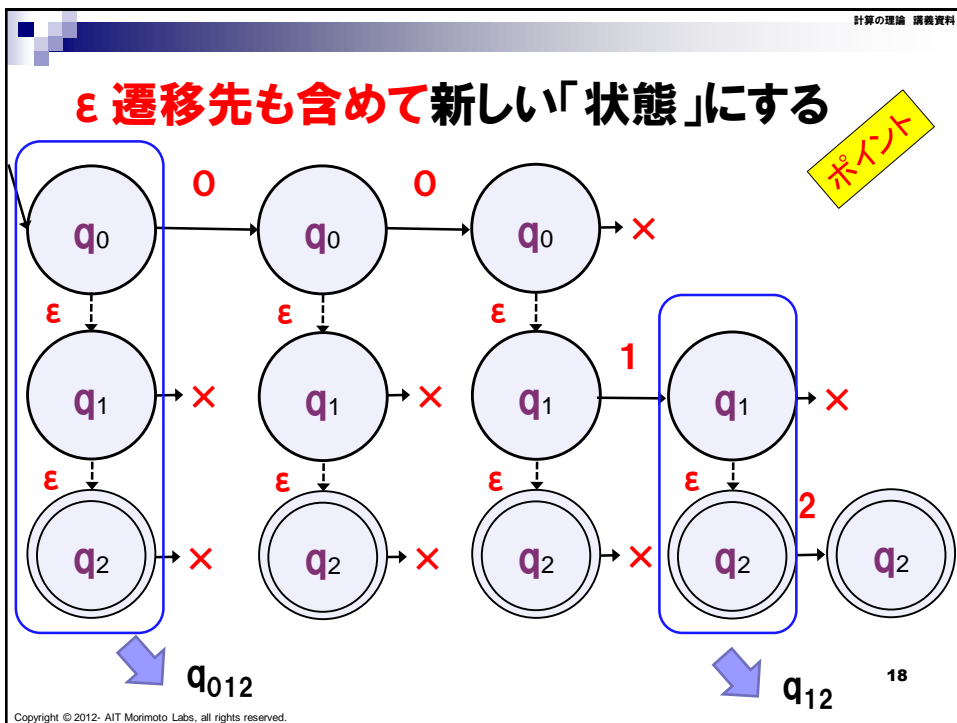 計算の理論 講義資料
ε 遷移先も含めて新しい「状態」にする
ポイント
0 0
q0 q0 q0 ×
ε ε ε
1
q1 × q1 × q1 q1 ×
ε ε ε ε 2
q2 × q2 × q2 × q2 q2
q012 q12 18
Copyright © 2012- AIT Morimoto Labs, all rights reserved.